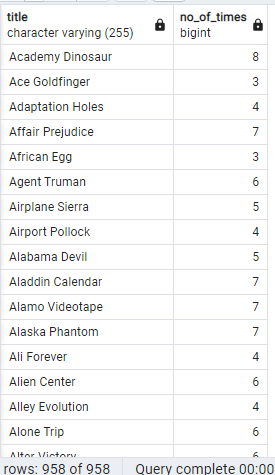 title no_of_times
character varying (255) bigint
Academy Dinosaur 8
Ace Goldfinger 3
Adaptation Holes 4
Affair Prejudice 7
African Egg 3
Agent Truman 6
Airplane Sierra 5
Airport Pollock 4
Alabama Devil 5
Aladdin Calendar 7
Alamo Videotape 7
Alaska Phantom 7
Ali Forever 4
Alien Center 6
Alley Evolution 4
Alone Trip 6
Alter Victory 6
rows: 958 of 958 Query complete 00:00